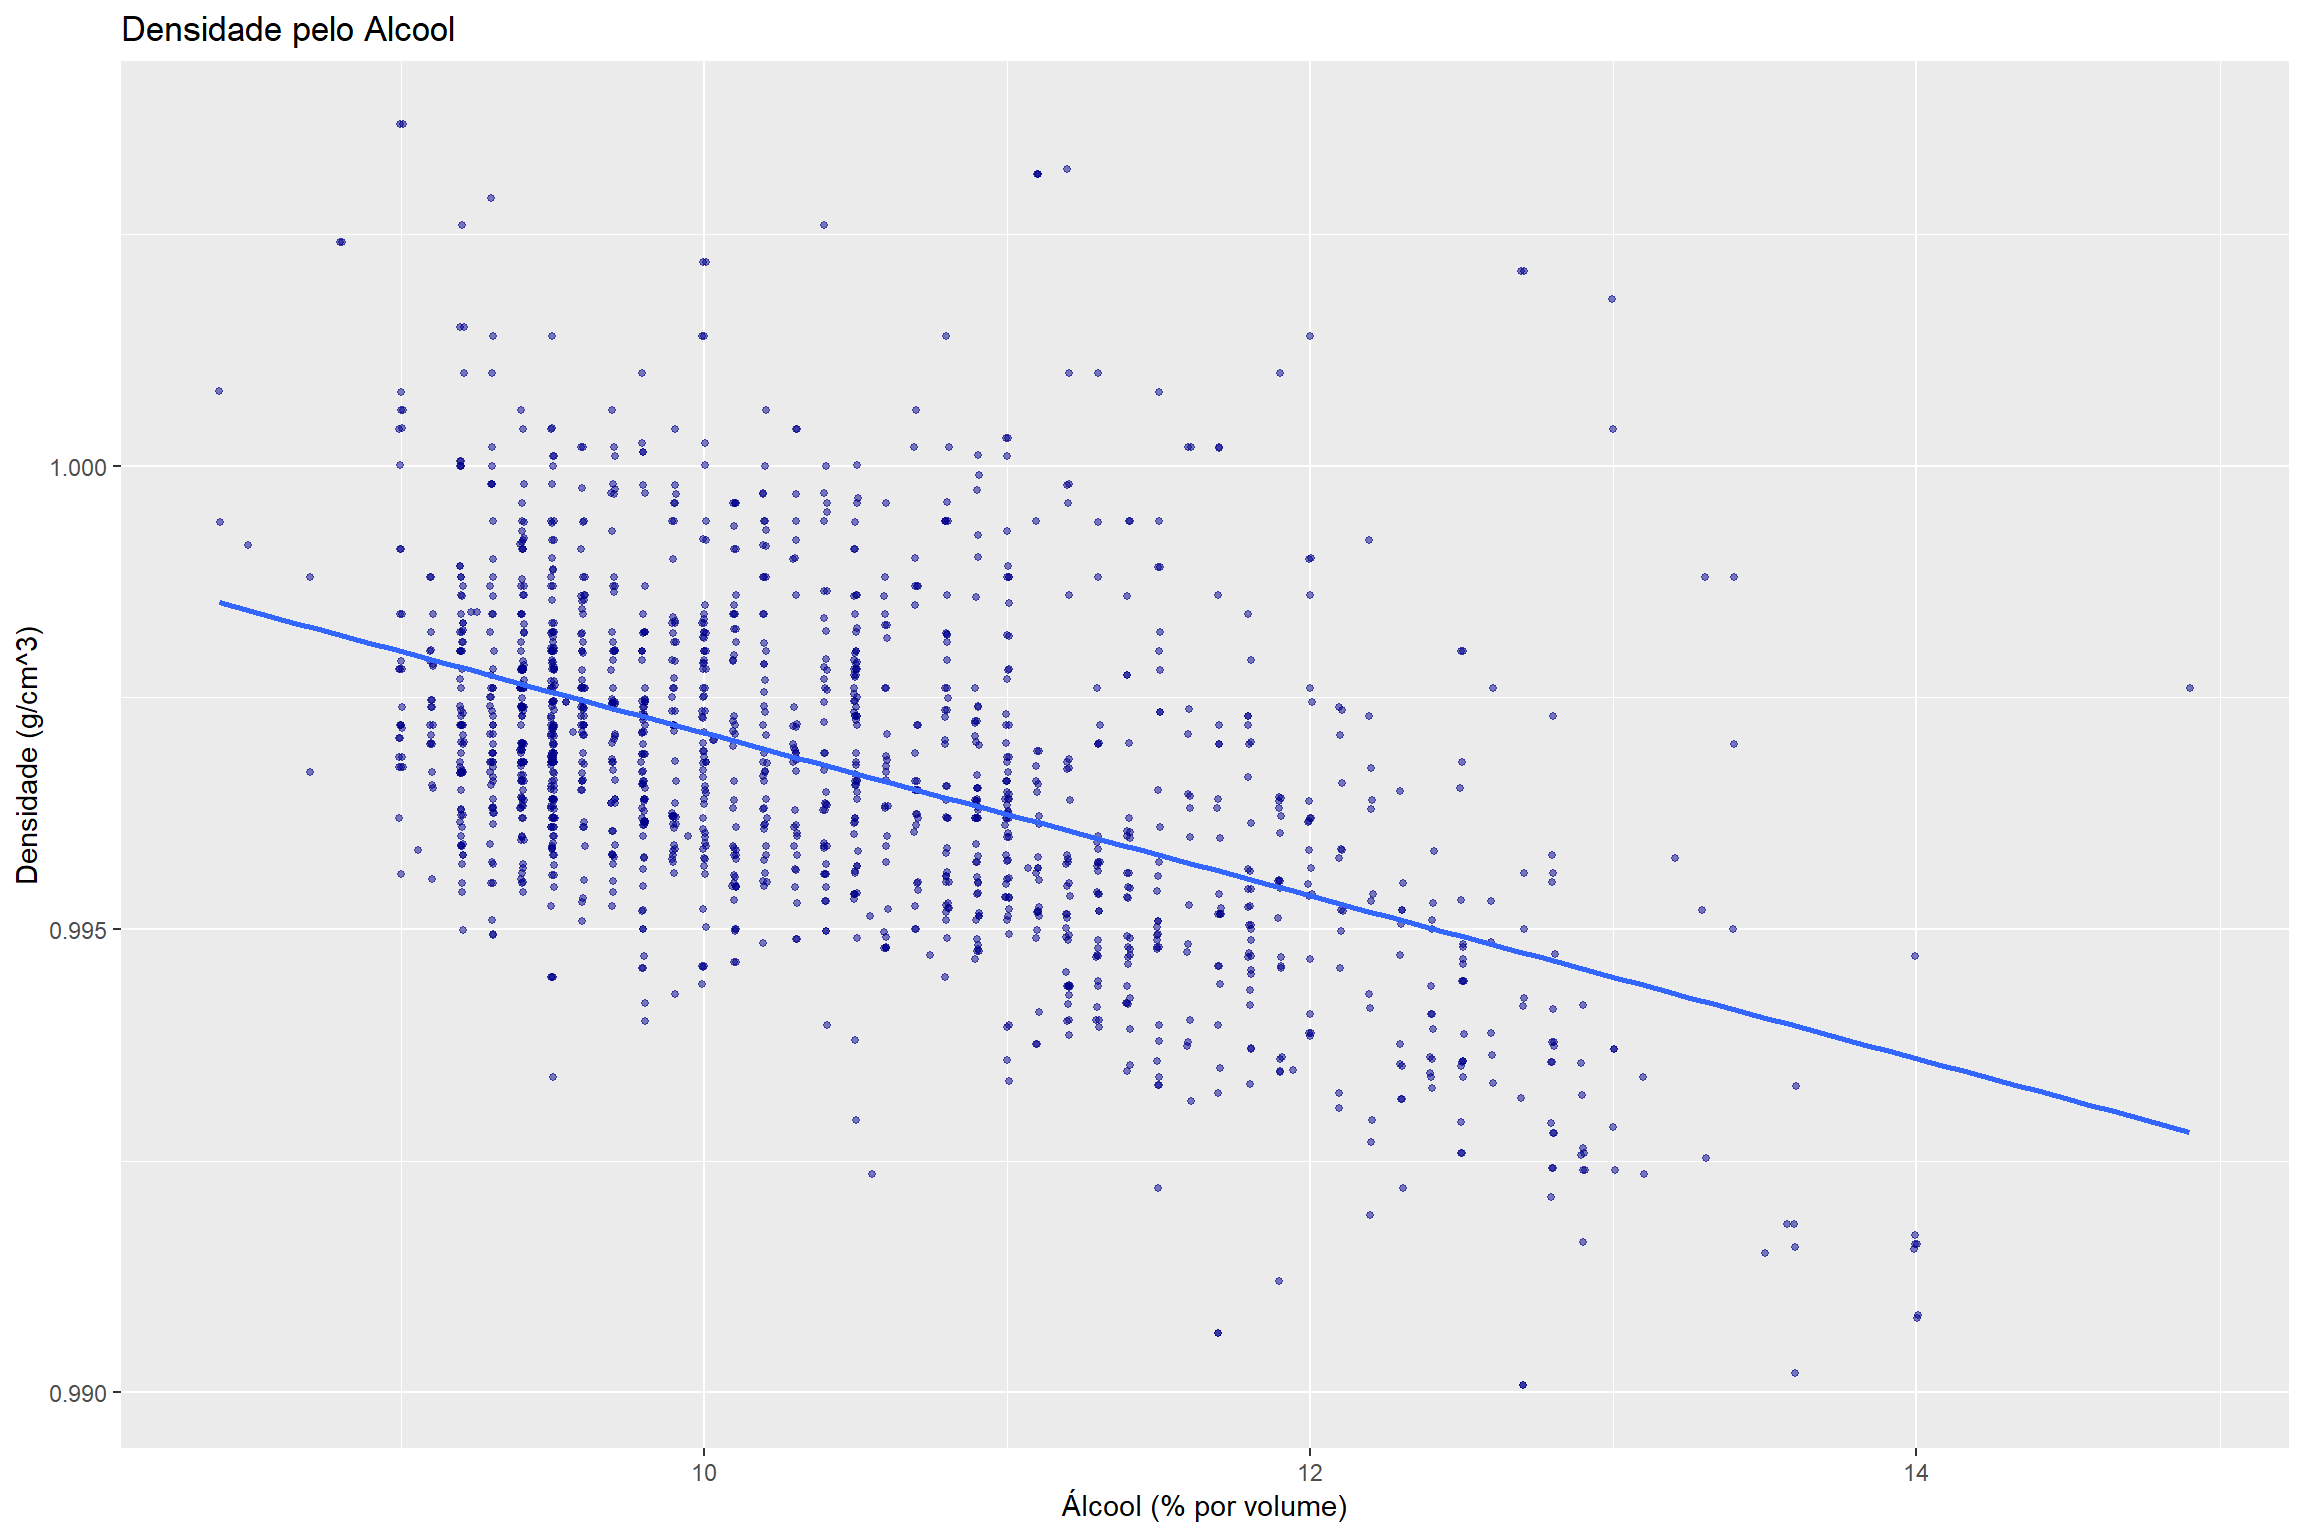 Densidade pelo Alcool
Densidade (g/cm^3)
1.000
0.995
0.990
10
12
14
Álcool (% por volume)